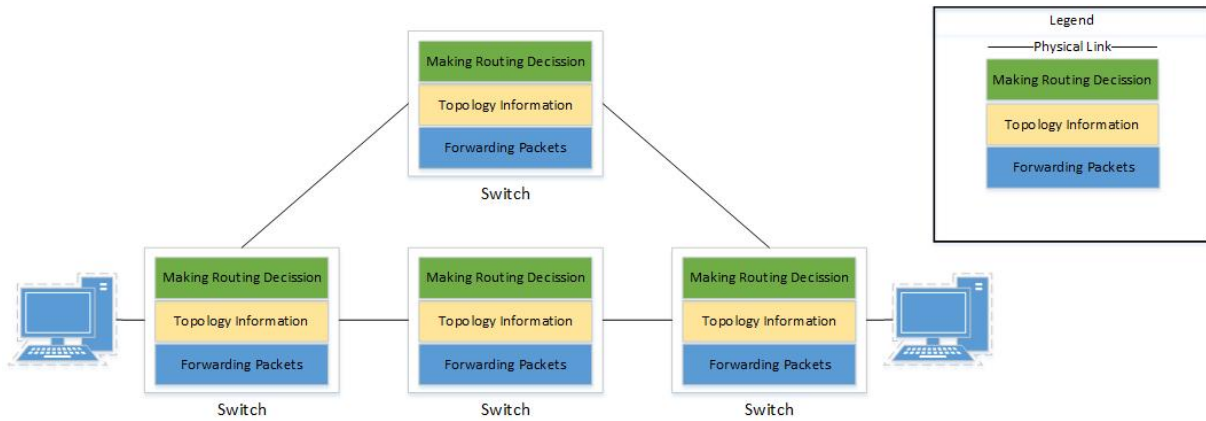 Legend
Physical Link
Making Routing Decission
Topology Information
Forwarding Packets
Making Routing Decission
Topology Information
Forwarding Packets
Switch
Making Routing Decission
Topology Information
Forwarding Packets
Switch
Making Routing Decission
Topology Information
Forwarding Packets
Switch
Making Routing Decission
Topology Information
Forwarding Packets
Switch